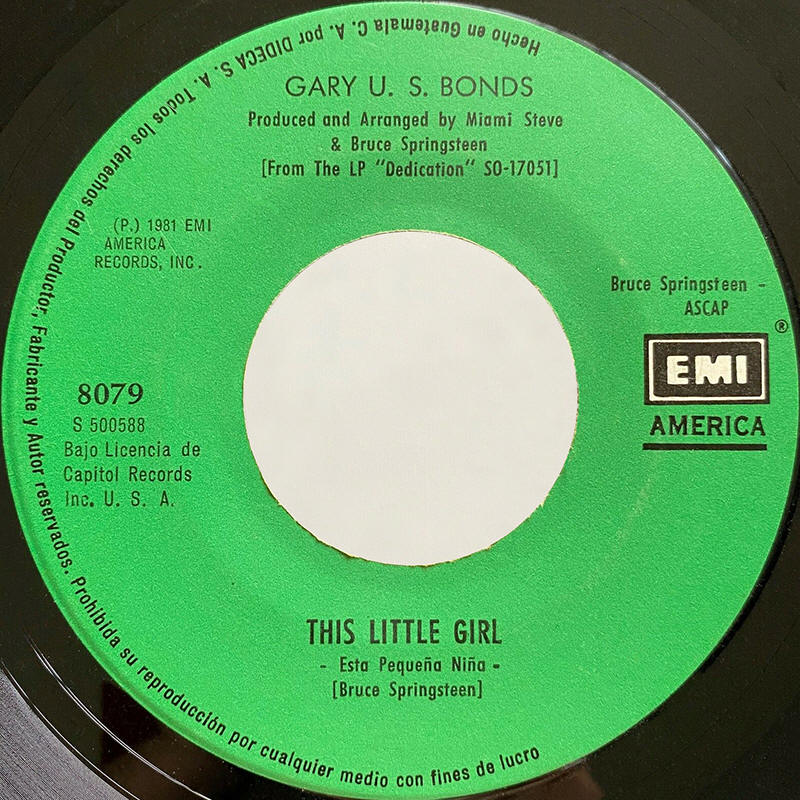 GARY U. S. BONDS
Produced and Arranged by Miami Steve
& Bruce Springsteen
[From The LP "Dedication" SO-17051]
(P.) 1981 EMI
AMERICA
RECORDS, INC.
Bruce Springsteen -
ASCAP
®
EMI
AMERICA
8079
S 500588
Bajo Licencia de
Capitol Records
Inc. U. S. A.
THIS LITTLE GIRL
- Esta Pequeña Niña -
[Bruce Springsteen]
Hecho en Guatemala C. A. por DIDECA S. A. Todos los derechos del Productor, Fabricante y Autor reservados. Prohibida su reproducción por cualquier medio con fines de lucro